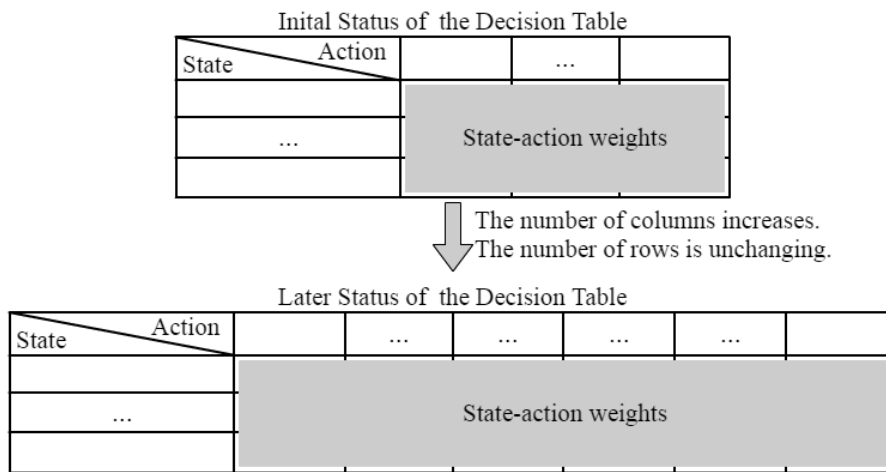 Inital Status of the Decision Table
Action
State
...
...
State-action weights
The number of columns increases.
The number of rows is unchanging.
Later Status of the Decision Table
Action
State
... ... ... ...
...
State-action weights